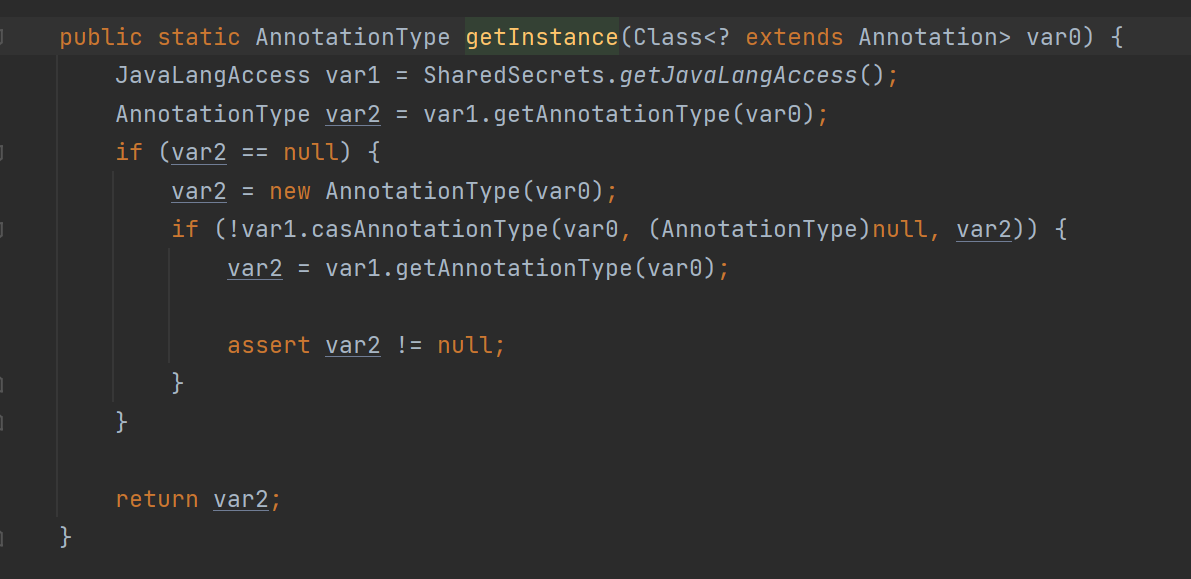 public static AnnotationType getInstance(Class<? extends Annotation> var0) {
JavaLangAccess var1 = SharedSecrets.getJavaLangAccess();
AnnotationType var2 = var1.getAnnotationType(var0);
if (var2 == null) {
var2 = new AnnotationType(var0);
if (!var1.casAnnotationType(var0, (AnnotationType)null, var2)) {
var2 = var1.getAnnotationType(var0);
assert var2 != null;
}
}
return var2;
}